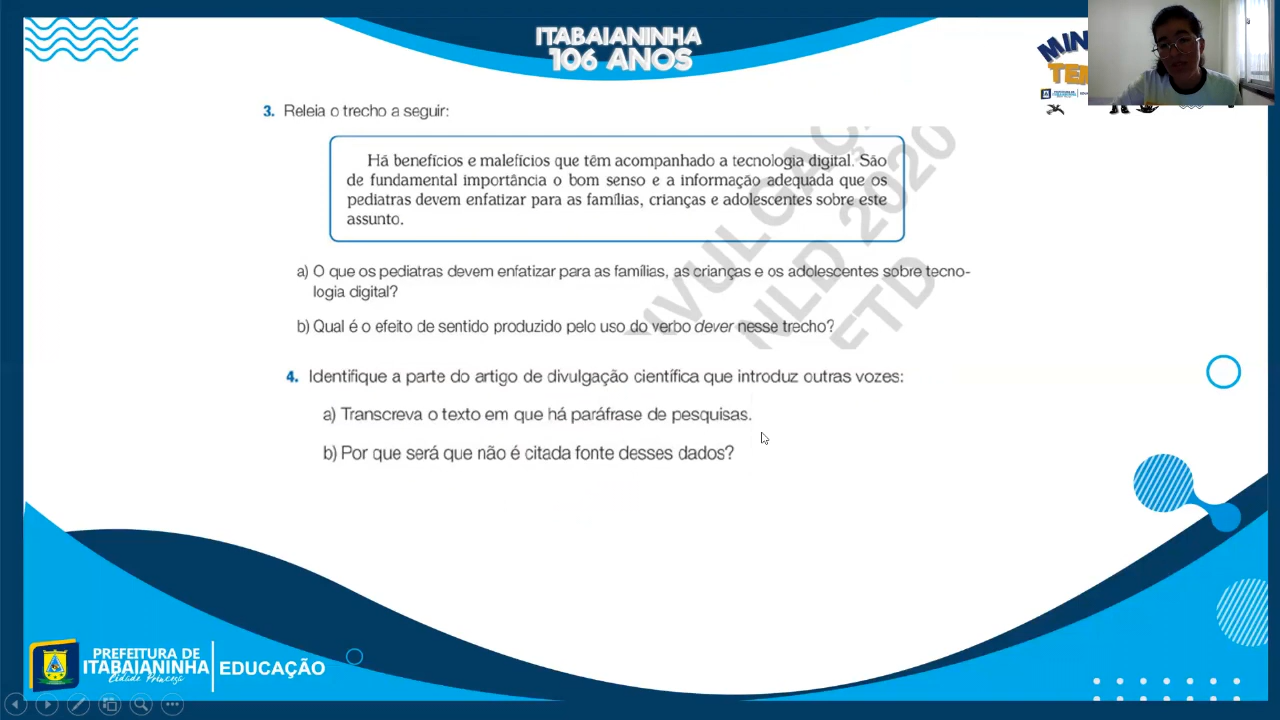 ITABAIANINHA
106 ANOS
3. Releia o trecho a seguir:
Há benefícios e malefícios que têm acompanhado a tecnologia digital. São
de fundamental importância o bom senso e a informação adequada que os
pediatras devem enfatizar para as famílias, crianças e adolescentes sobre este
assunto.
a) O que os pediatras devem enfatizar para as famílias, as crianças e os adolescentes sobre tecno-
logia digital?
b) Qual é o efeito de sentido produzido pelo uso do verbo dever nesse trecho?
4. Identifique a parte do artigo de divulgação científica que introduz outras vozes:
a) Transcreva o texto em que há paráfrase de pesquisas.
b) Por que será que não é citada fonte desses dados?
2020
PREFEITURA DE
ITABAIANINHA
Cidade Princesa
EDUCAÇÃO